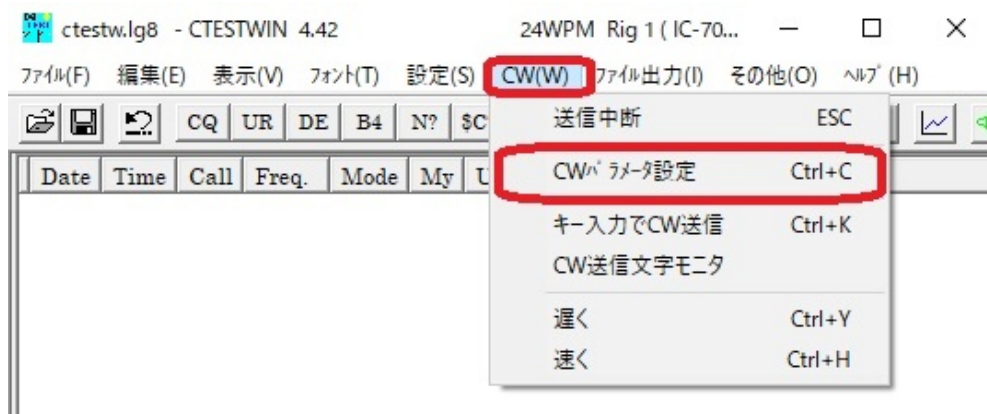 ctestw.lg8 - CTESTWIN 4.42 24WPM Rig 1 ( IC-70...
ﾌｧｲﾙ(F) 編集(E) 表示(V) ﾌｫﾝﾄ(T) 設定(S) CW(W) ﾌｧｲﾙ出力(I) その他(O) ﾍﾙﾌﾟ(H)
CQ UR DE B4 N? $C
Date Time Call Freq. Mode My U
送信中断 ESC
CWﾊﾟﾗﾒｰﾀ設定 Ctrl+C
キー入力でCW送信 Ctrl+K
CW送信文字モニタ
遅く Ctrl+Y
速く Ctrl+H